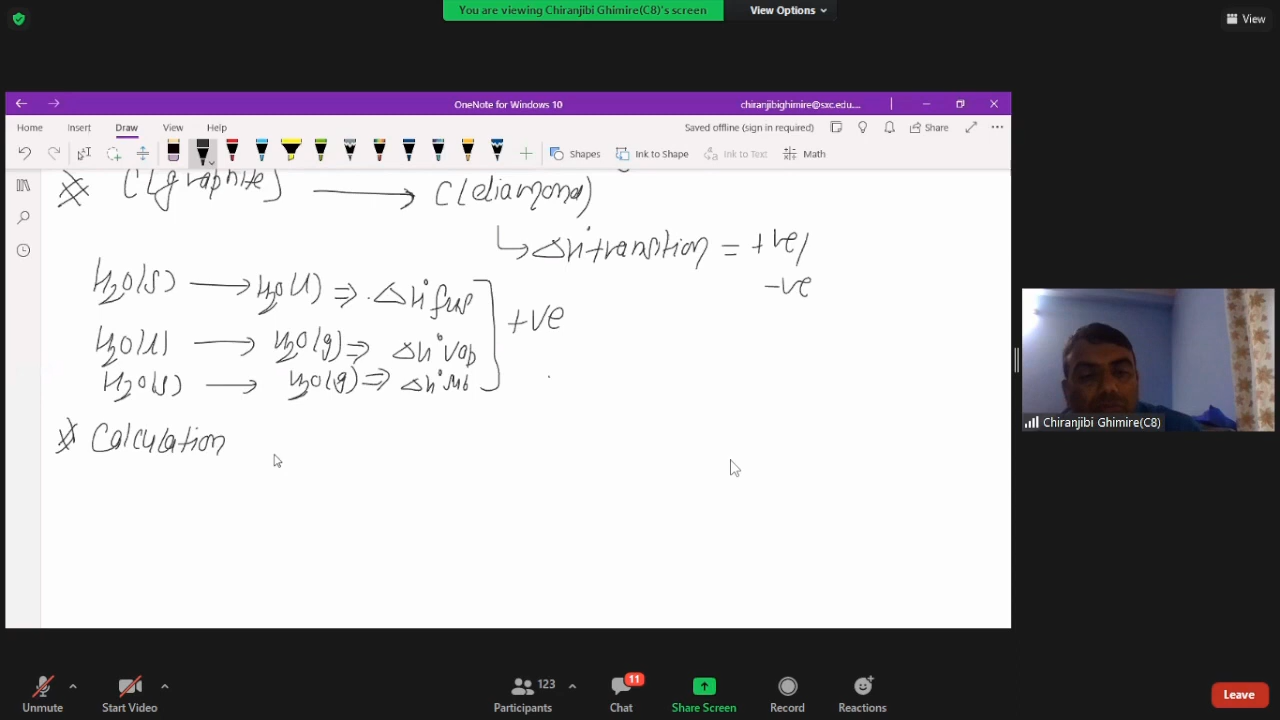 You are viewing Chiranjibi Ghimire(C8)'s screen
View Options
View
OneNote for Windows 10
chiranjibighimire@sxc.edu....
Home Insert Draw View Help
Saved offline (sign in required)
Share
Shapes Ink to Shape Ink to Text Math
C(graphite) ⟶ C(diamond)
↳ ΔH° transition = +ve/
-ve
H₂O(s) ⟶ H₂O(l) ⇒ ΔH° fus
+ve
H₂O(l) ⟶ H₂O(g) ⇒ ΔH° vap
H₂O(s) ⟶ H₂O(g) ⇒ ΔH° sub
Calculation
Chiranjibi Ghimire(C8)
Unmute
Start Video
123
Participants
11
Chat
Share Screen
Record
Reactions
Leave